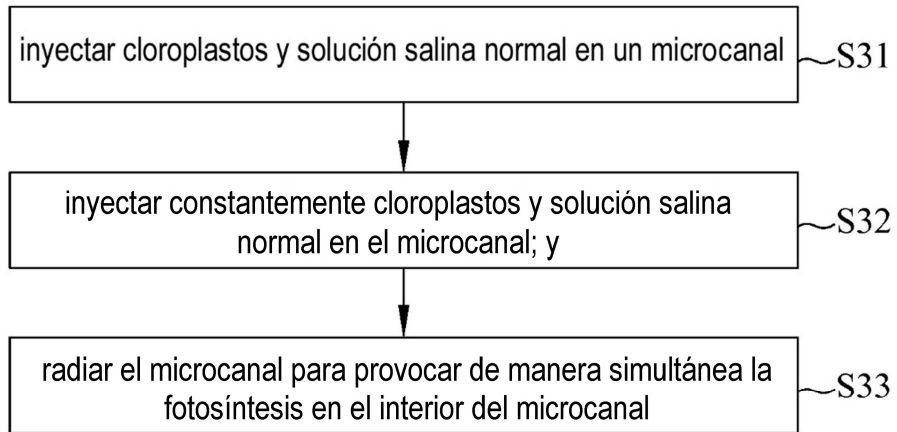 inyectar cloroplastos y solución salina normal en un microcanal
S31
inyectar constantemente cloroplastos y solución salina
normal en el microcanal; y
S32
radiar el microcanal para provocar de manera simultánea la
fotosíntesis en el interior del microcanal
S33